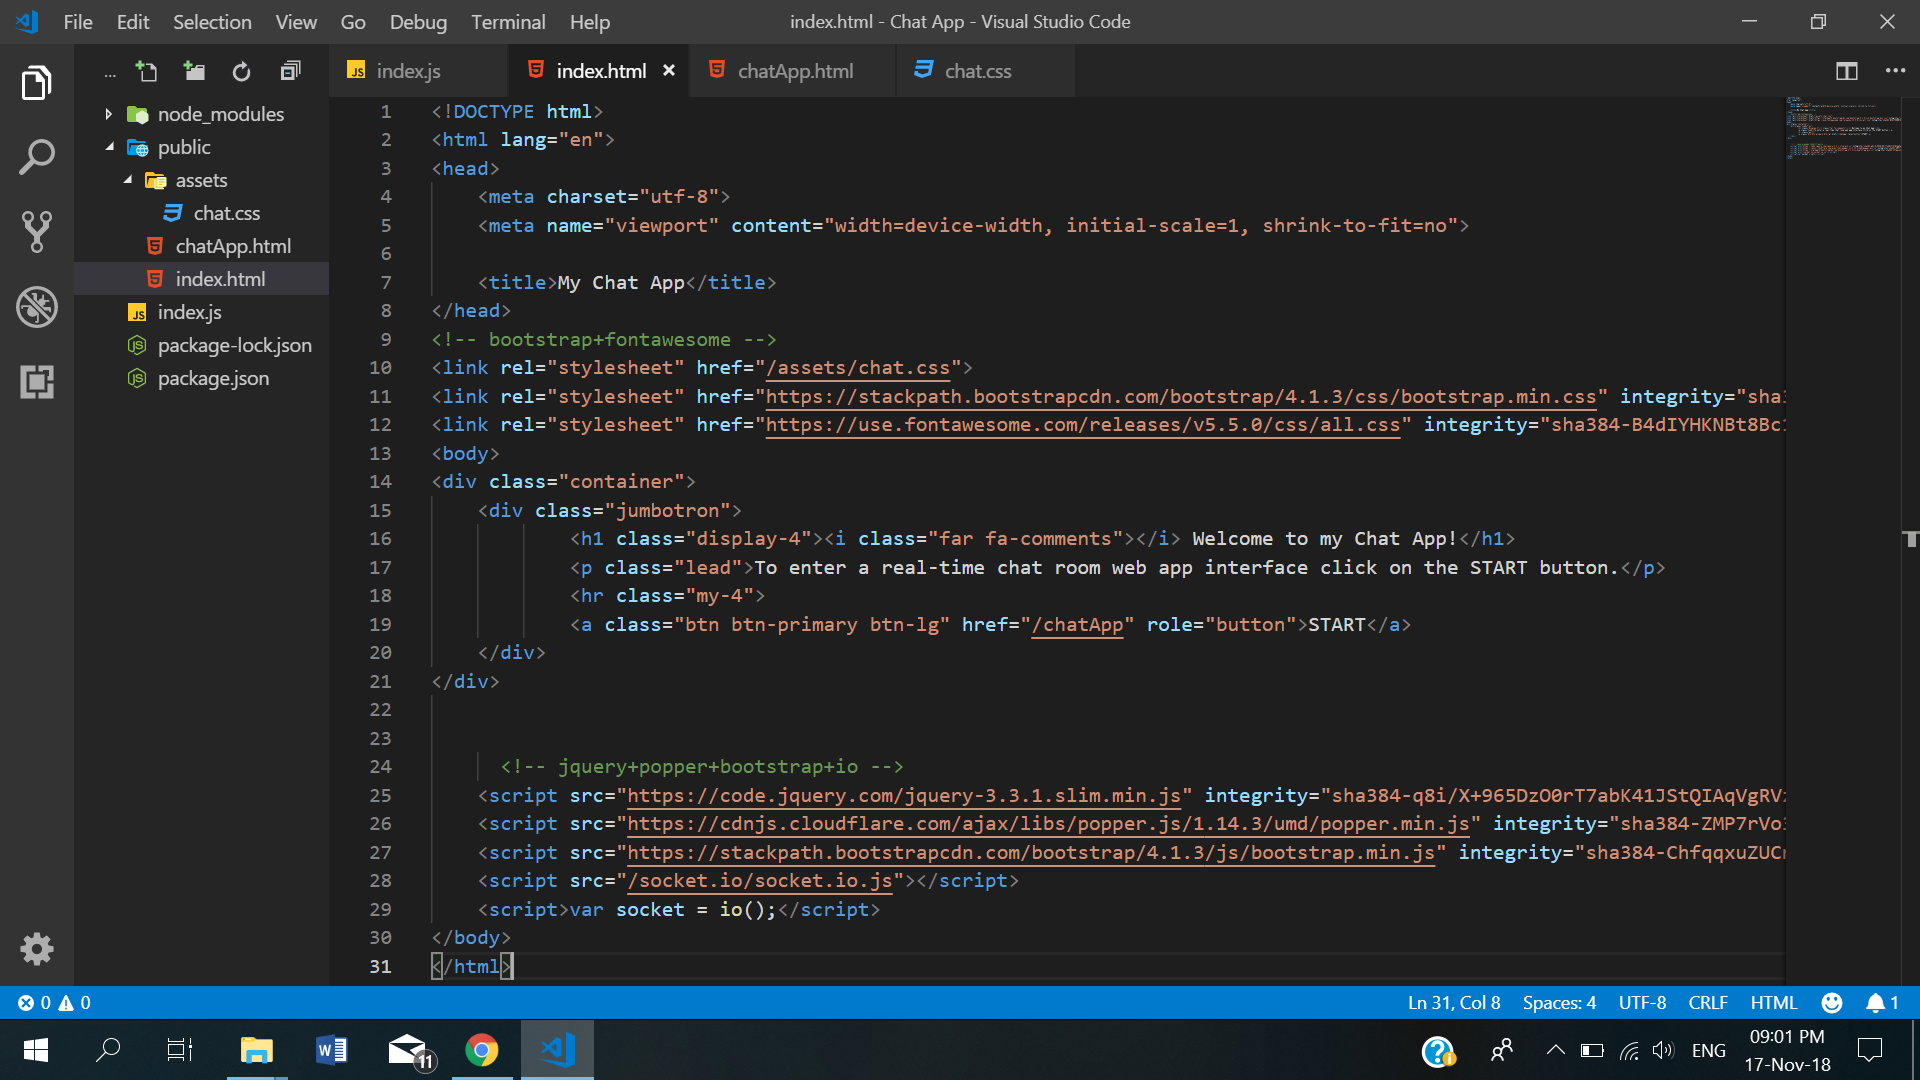 File Edit Selection View Go Debug Terminal Help
index.html - Chat App - Visual Studio Code
index.js
index.html
chatApp.html
chat.css
node_modules
public
assets
chat.css
chatApp.html
index.html
index.js
package-lock.json
package.json
1 <!DOCTYPE html>
2 <html lang="en">
3 <head>
4 <meta charset="utf-8">
5 <meta name="viewport" content="width=device-width, initial-scale=1, shrink-to-fit=no">
6
7 <title>My Chat App</title>
8 </head>
9 <!-- bootstrap+fontawesome -->
10 <link rel="stylesheet" href="/assets/chat.css">
11 <link rel="stylesheet" href="https://stackpath.bootstrapcdn.com/bootstrap/4.1.3/css/bootstrap.min.css" integrity="sha3
12 <link rel="stylesheet" href="https://use.fontawesome.com/releases/v5.5.0/css/all.css" integrity="sha384-B4dIYHKNBt8Bc1
13 <body>
14 <div class="container">
15 <div class="jumbotron">
16 <h1 class="display-4"><i class="far fa-comments"></i> Welcome to my Chat App!</h1>
17 <p class="lead">To enter a real-time chat room web app interface click on the START button.</p>
18 <hr class="my-4">
19 <a class="btn btn-primary btn-lg" href="/chatApp" role="button">START</a>
20 </div>
21 </div>
22
23
24 <!-- jquery+popper+bootstrap+io -->
25 <script src="https://code.jquery.com/jquery-3.3.1.slim.min.js" integrity="sha384-q8i/X+965DzO0rT7abK41JStQIAqVgRVz
26 <script src="https://cdnjs.cloudflare.com/ajax/libs/popper.js/1.14.3/umd/popper.min.js" integrity="sha384-ZMP7rVo3
27 <script src="https://stackpath.bootstrapcdn.com/bootstrap/4.1.3/js/bootstrap.min.js" integrity="sha384-ChfqqxuZUCn
28 <script src="/socket.io/socket.io.js"></script>
29 <script>var socket = io();</script>
30 </body>
31 </html>
0 0
Ln 31, Col 8 Spaces: 4 UTF-8 CRLF HTML 1
11
ENG
09:01 PM
17-Nov-18